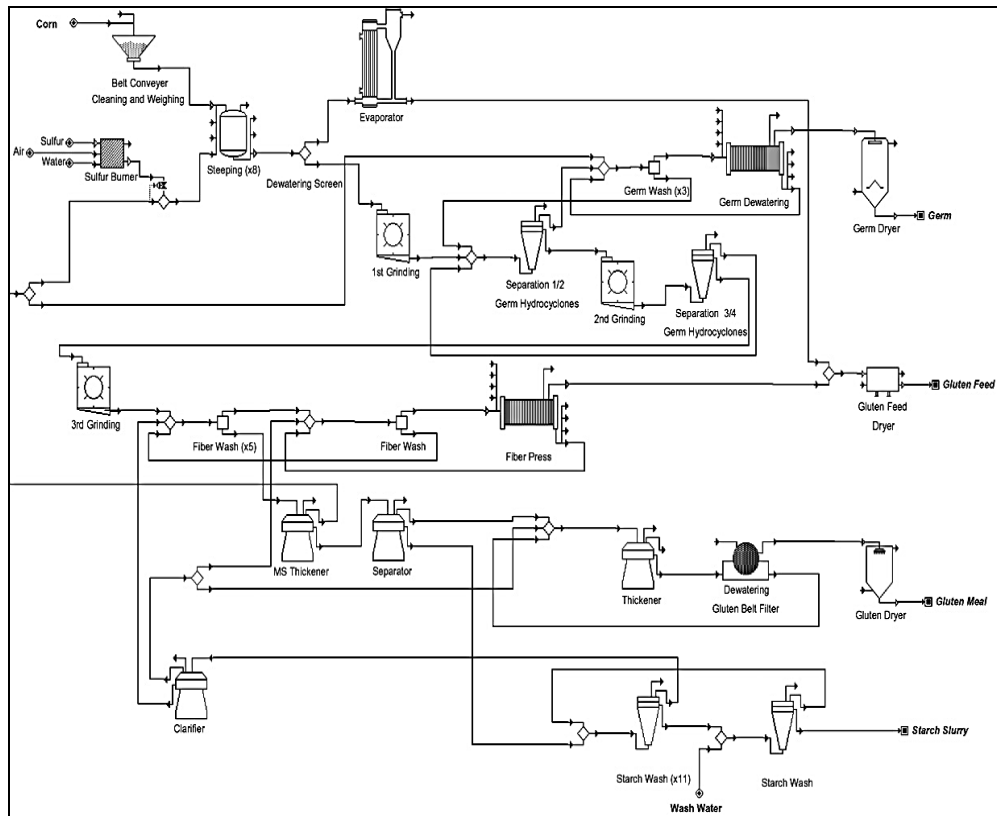 Corn
Belt Conveyer
Cleaning and Weighing
Evaporator
Sulfur
Air
Water
Sulfur Burner
Steeping (x8)
Dewatering Screen
Germ Wash (x3)
Germ Dewatering
Germ Dryer
Germ
1st Grinding
Separation 1/2
Germ Hydrocyclones
2nd Grinding
Separation 3/4
Germ Hydrocyclones
3rd Grinding
Fiber Wash (x5)
Fiber Wash
Fiber Press
Gluten Feed
Dryer
Gluten Feed
MS Thickener
Separator
Thickener
Dewatering
Gluten Belt Filter
Gluten Dryer
Gluten Meal
Clarifier
Starch Wash (x11)
Starch Wash
Starch Slurry
Wash Water